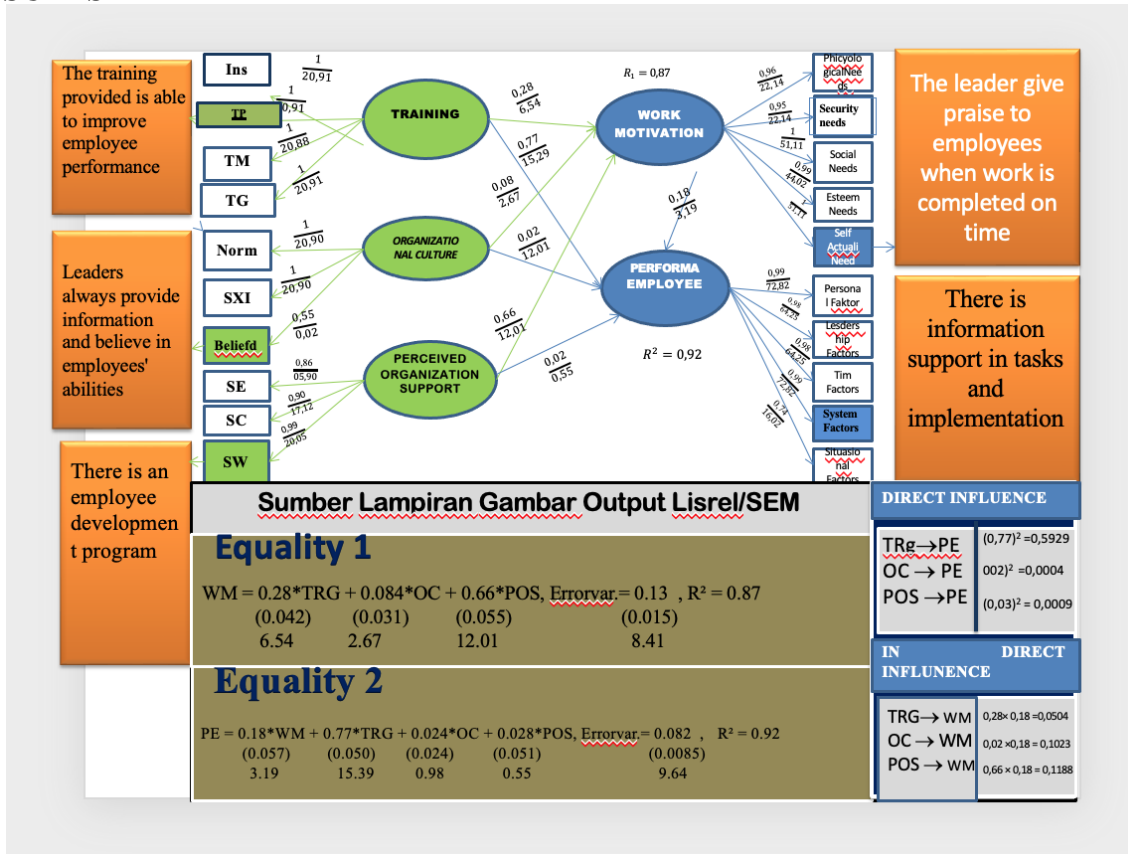 The training
provided is able
to improve
employee
performance
Leaders
always provide
information
and believe in
employees'
abilities
There is an
employee
developmen
t program
Ins
TP
TM
TG
Norm
SXI
Beliefd
SE
SC
SW
1
20,91
1
0,91
1
20,88
1
20,91
1
20,90
1
20,90
0,55
0,02
0,86
05,90
0,90
17,12
0,99
20,05
TRAINING
ORGANIZATIO
NAL CULTURE
PERCEIVED
ORGANIZATION
SUPPORT
0,28
6,54
0,77
15,29
0,08
2,67
0,02
12,01
0,66
12,01
0,02
0,55
R₁ = 0,87
WORK
MOTIVATION
0,18
3,19
PERFORMA
EMPLOYEE
R² = 0,92
0,96
22,14
0,95
22,14
1
51,11
0,99
44,02
1
51,11
0,99
72,82
0,98
64,25
0,98
64,25
0,99
72,82
0,74
16,02
Phicyolo
gicalNee
ds
Security
needs
Social
Needs
Esteem
Needs
Self
Actuali
Need
Persona
l Faktor
Lesders
hip
Factors
Tim
Factors
System
Factors
Situasio
nal
Factors
The leader give
praise to
employees
when work is
completed on
time
There is
information
support in tasks
and
implementation
Sumber Lampiran Gambar Output Lisrel/SEM
Equality 1
WM = 0.28*TRG + 0.084*OC + 0.66*POS, Errorvar.= 0.13 , R² = 0.87
(0.042) (0.031) (0.055) (0.015)
6.54 2.67 12.01 8.41
Equality 2
PE = 0.18*WM + 0.77*TRG + 0.024*OC + 0.028*POS, Errorvar.= 0.082 , R² = 0.92
(0.057) (0.050) (0.024) (0.051) (0.0085)
3.19 15.39 0.98 0.55 9.64
DIRECT INFLUENCE
TRg→PE (0,77)² =0,5929
OC → PE 002)² =0,0004
POS →PE (0,03)² = 0,0009
IN DIRECT
INFLUNENCE
TRG→ WM 0,28× 0,18 =0,0504
OC → WM 0,02 ×0,18 = 0,1023
POS → WM 0,66 × 0,18 = 0,1188